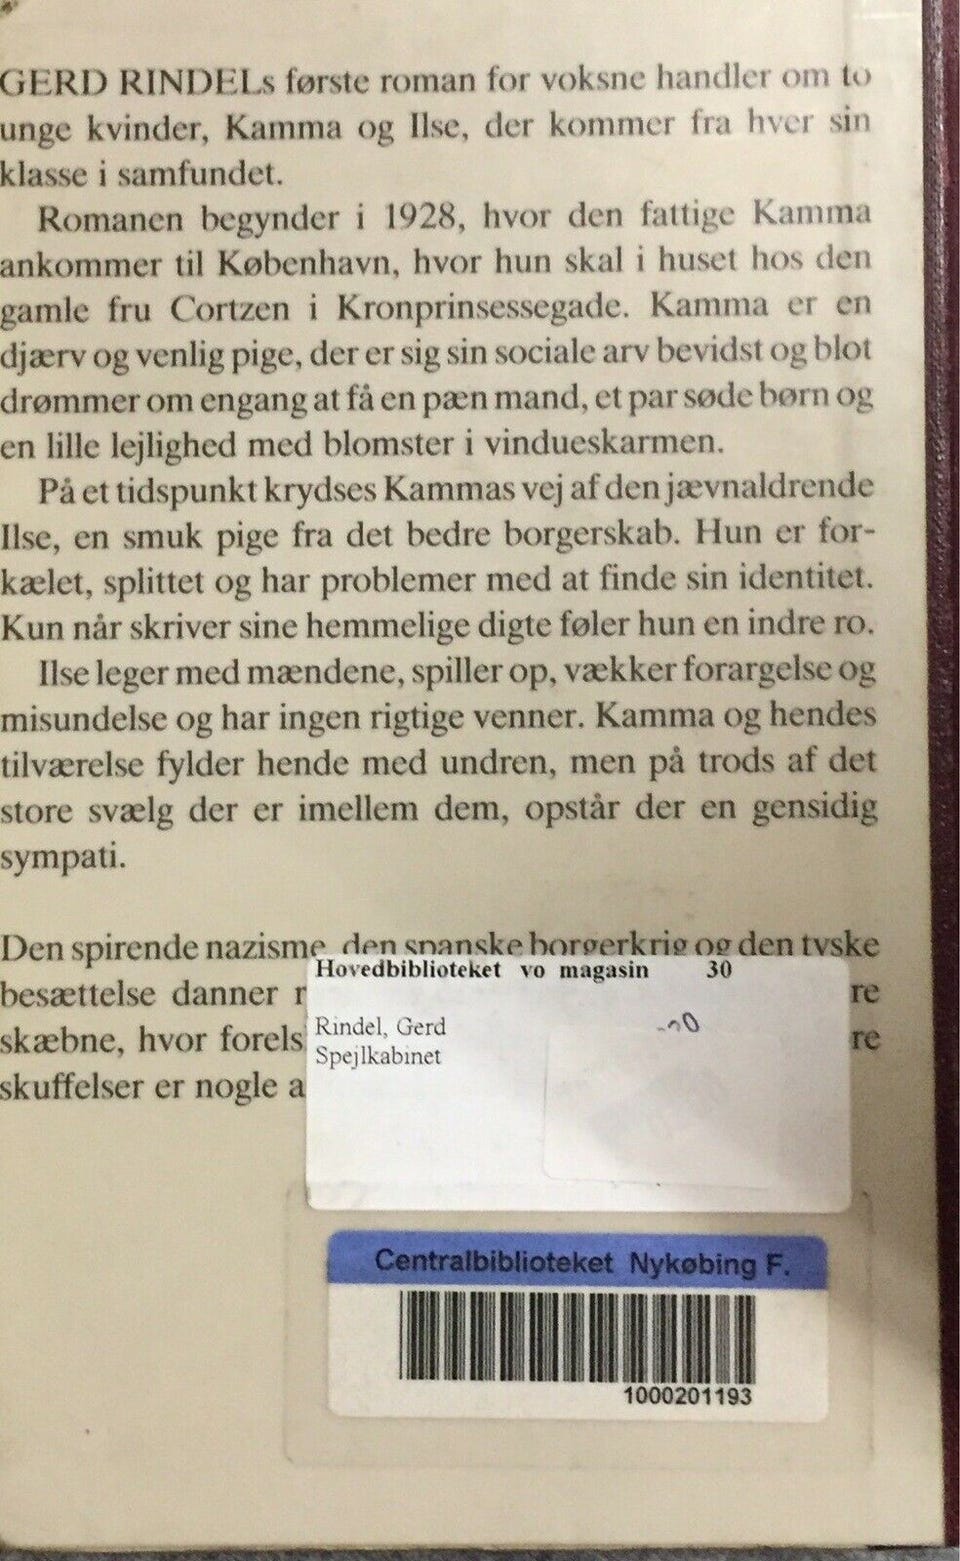 GERD RINDELs første roman for voksne handler om to
unge kvinder, Kamma og Ilse, der kommer fra hver sin
klasse i samfundet.
Romanen begynder i 1928, hvor den fattige Kamma
ankommer til København, hvor hun skal i huset hos den
gamle fru Cortzen i Kronprinsessegade. Kamma er en
djærv og venlig pige, der er sig sin sociale arv bevidst og blot
drømmer om engang at få en pæn mand, et par søde børn og
en lille lejlighed med blomster i vindueskarmen.
På et tidspunkt krydses Kammas vej af den jævnaldrende
Ilse, en smuk pige fra det bedre borgerskab. Hun er for-
kælet, splittet og har problemer med at finde sin identitet.
Kun når skriver sine hemmelige digte føler hun en indre ro.
Ilse leger med mændene, spiller op, vækker forargelse og
misundelse og har ingen rigtige venner. Kamma og hendes
tilværelse fylder hende med undren, men på trods af det
store svælg der er imellem dem, opstår der en gensidig
sympati.
Den spirende nazisme, den spanske borgerkrig og den tyske
besættelse danner r re
skæbne, hvor forels re
skuffelser er nogle a
Hovedbiblioteket vo magasin 30
Rindel, Gerd
Spejlkabinet
Centralbiblioteket Nykøbing F.
1000201193